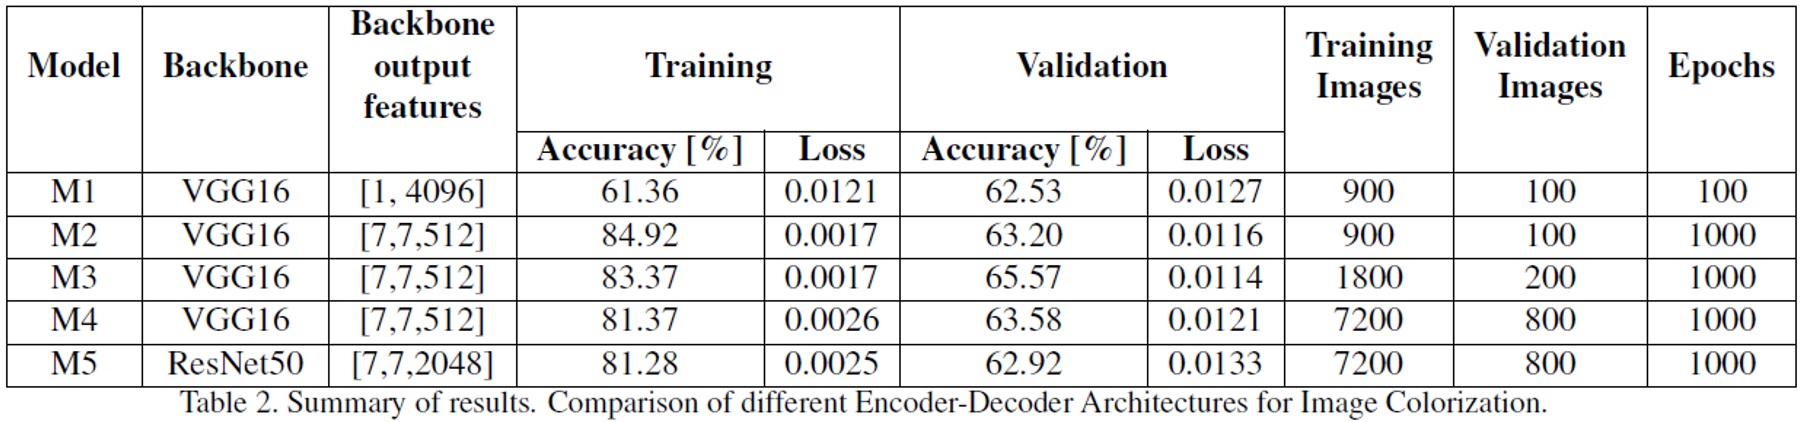 Model Backbone Backbone output features Training Validation Training Images Validation Images Epochs
Accuracy [%] Loss Accuracy [%] Loss
M1 VGG16 [1, 4096] 61.36 0.0121 62.53 0.0127 900 100 100
M2 VGG16 [7,7,512] 84.92 0.0017 63.20 0.0116 900 100 1000
M3 VGG16 [7,7,512] 83.37 0.0017 65.57 0.0114 1800 200 1000
M4 VGG16 [7,7,512] 81.37 0.0026 63.58 0.0121 7200 800 1000
M5 ResNet50 [7,7,2048] 81.28 0.0025 62.92 0.0133 7200 800 1000
Table 2. Summary of results. Comparison of different Encoder-Decoder Architectures for Image Colorization.